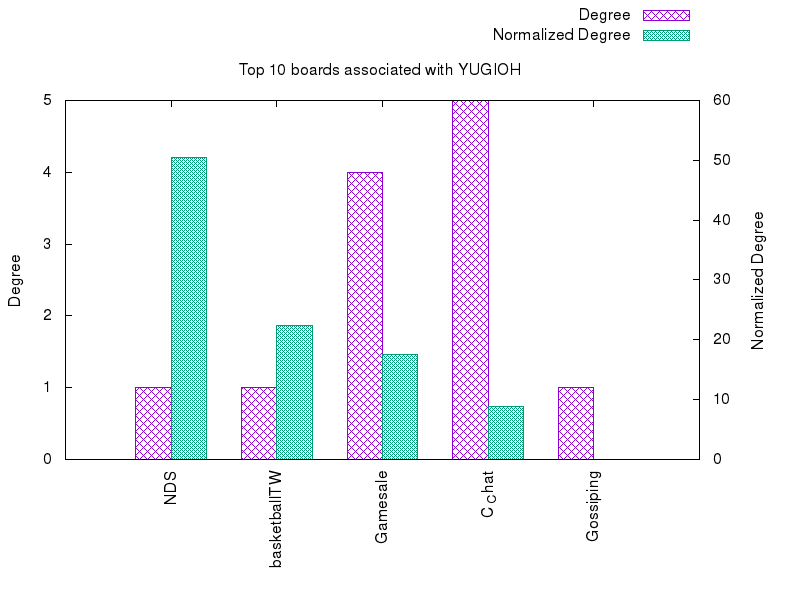 Degree
Normalized Degree
Top 10 boards associated with YUGIOH
5
4
3
2
1
0
60
50
40
30
20
10
0
Degree
Normalized Degree
NDS
basketballTW
Gamesale
C_Chat
Gossiping